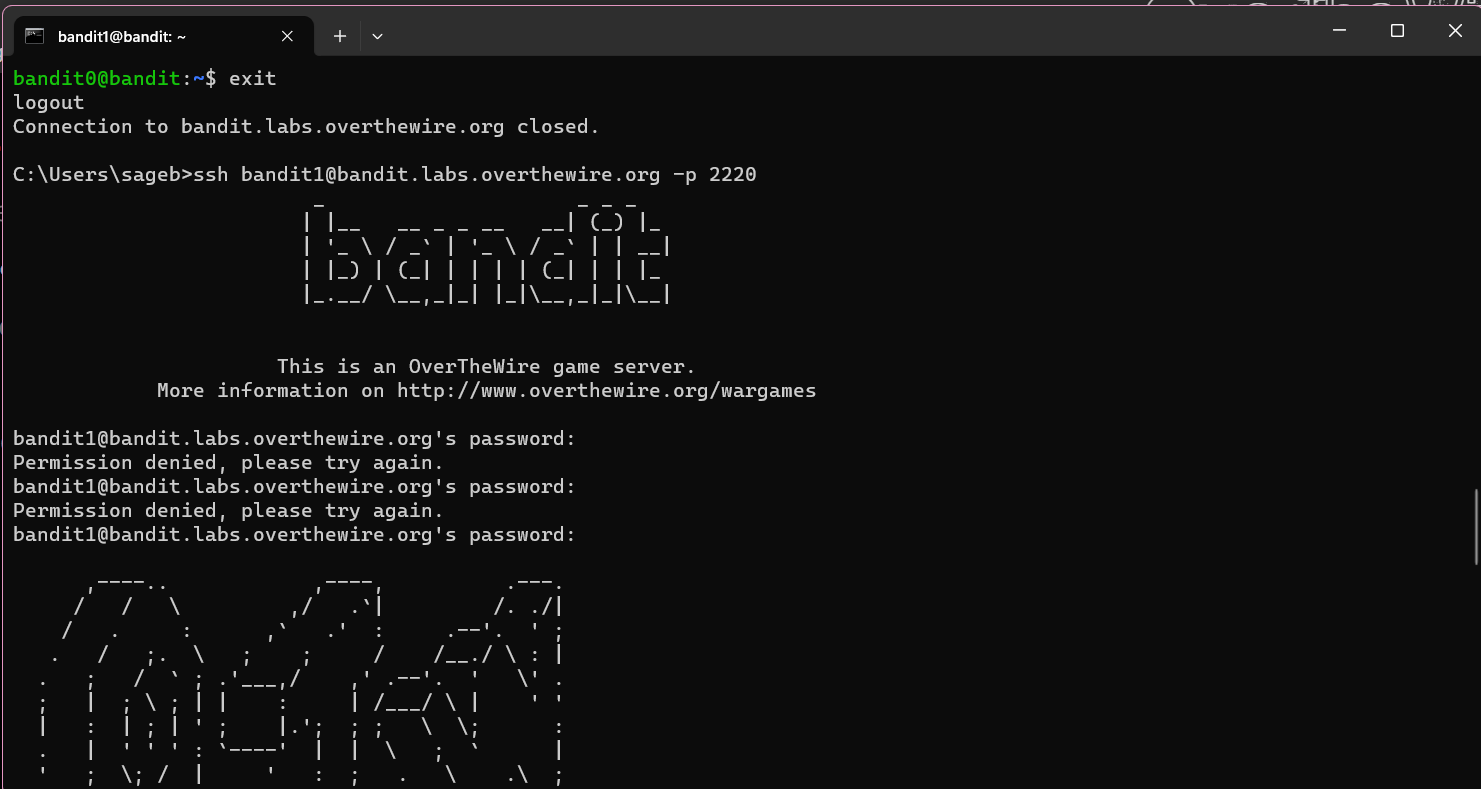 bandit1@bandit: ~
bandit0@bandit:~$ exit
logout
Connection to bandit.labs.overthewire.org closed.
C:\Users\sageb>ssh bandit1@bandit.labs.overthewire.org -p 2220
bandit
This is an OverTheWire game server.
More information on http://www.overthewire.org/wargames
bandit1@bandit.labs.overthewire.org's password:
Permission denied, please try again.
bandit1@bandit.labs.overthewire.org's password:
Permission denied, please try again.
bandit1@bandit.labs.overthewire.org's password: